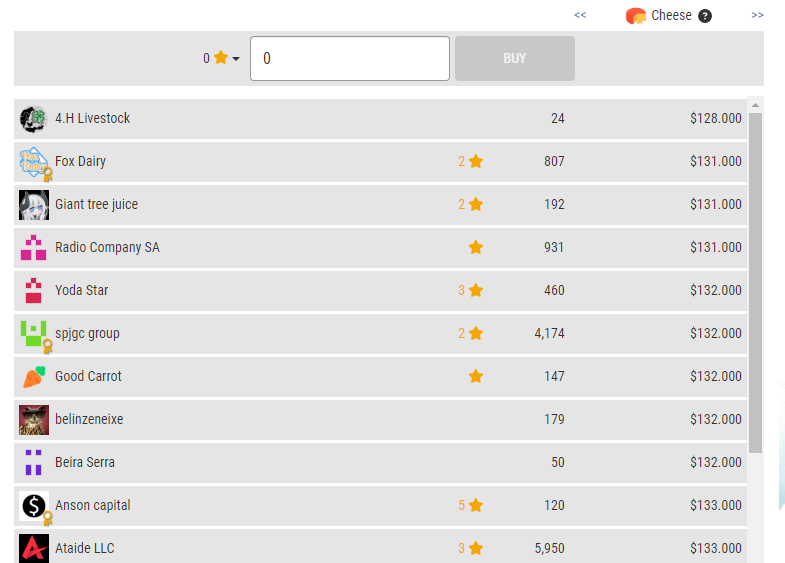 << Cheese ? >>
0 0 BUY
4.H Livestock 24 $128.000
Fox Dairy 2 807 $131.000
Giant tree juice 2 192 $131.000
Radio Company SA 931 $131.000
Yoda Star 3 460 $132.000
spjgc group 2 4,174 $132.000
Good Carrot 147 $132.000
belinzeneixe 179 $132.000
Beira Serra 50 $132.000
$ Anson capital 5 120 $133.000
Ataide LLC 3 5,950 $133.000